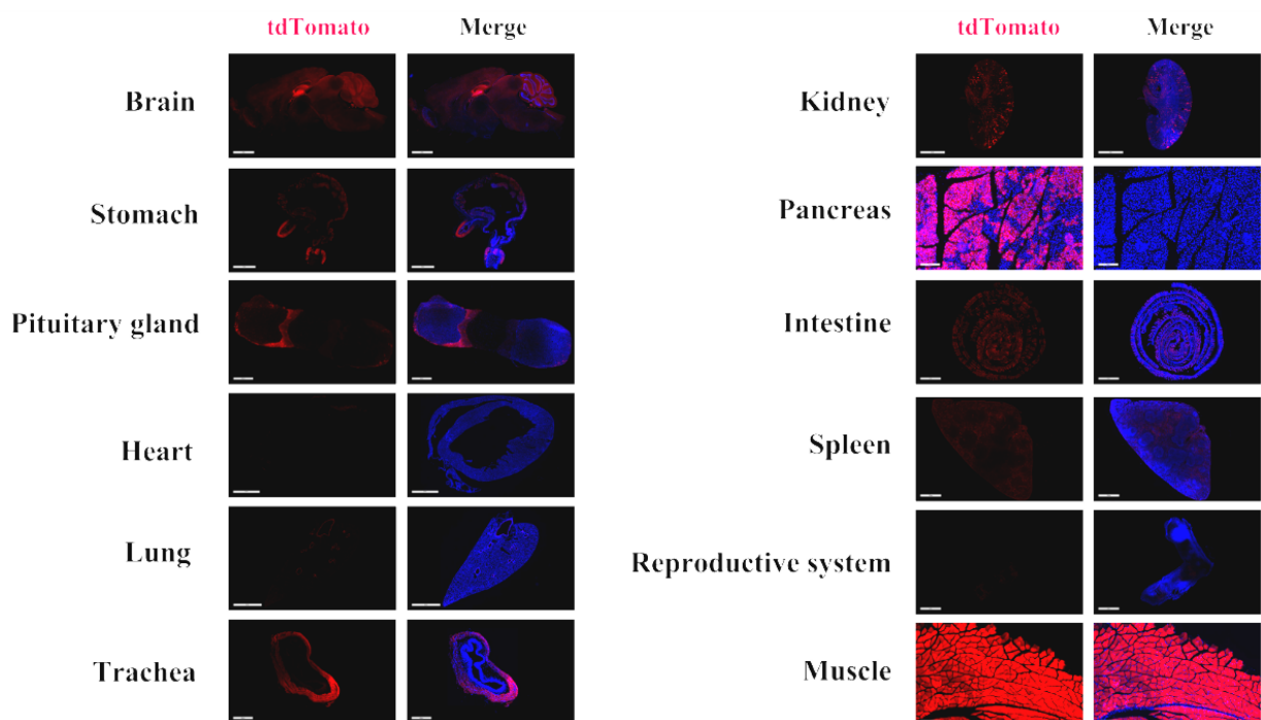 tdTomato Merge
Brain
Stomach
Pituitary gland
Heart
Lung
Trachea
tdTomato Merge
Kidney
Pancreas
Intestine
Spleen
Reproductive system
Muscle